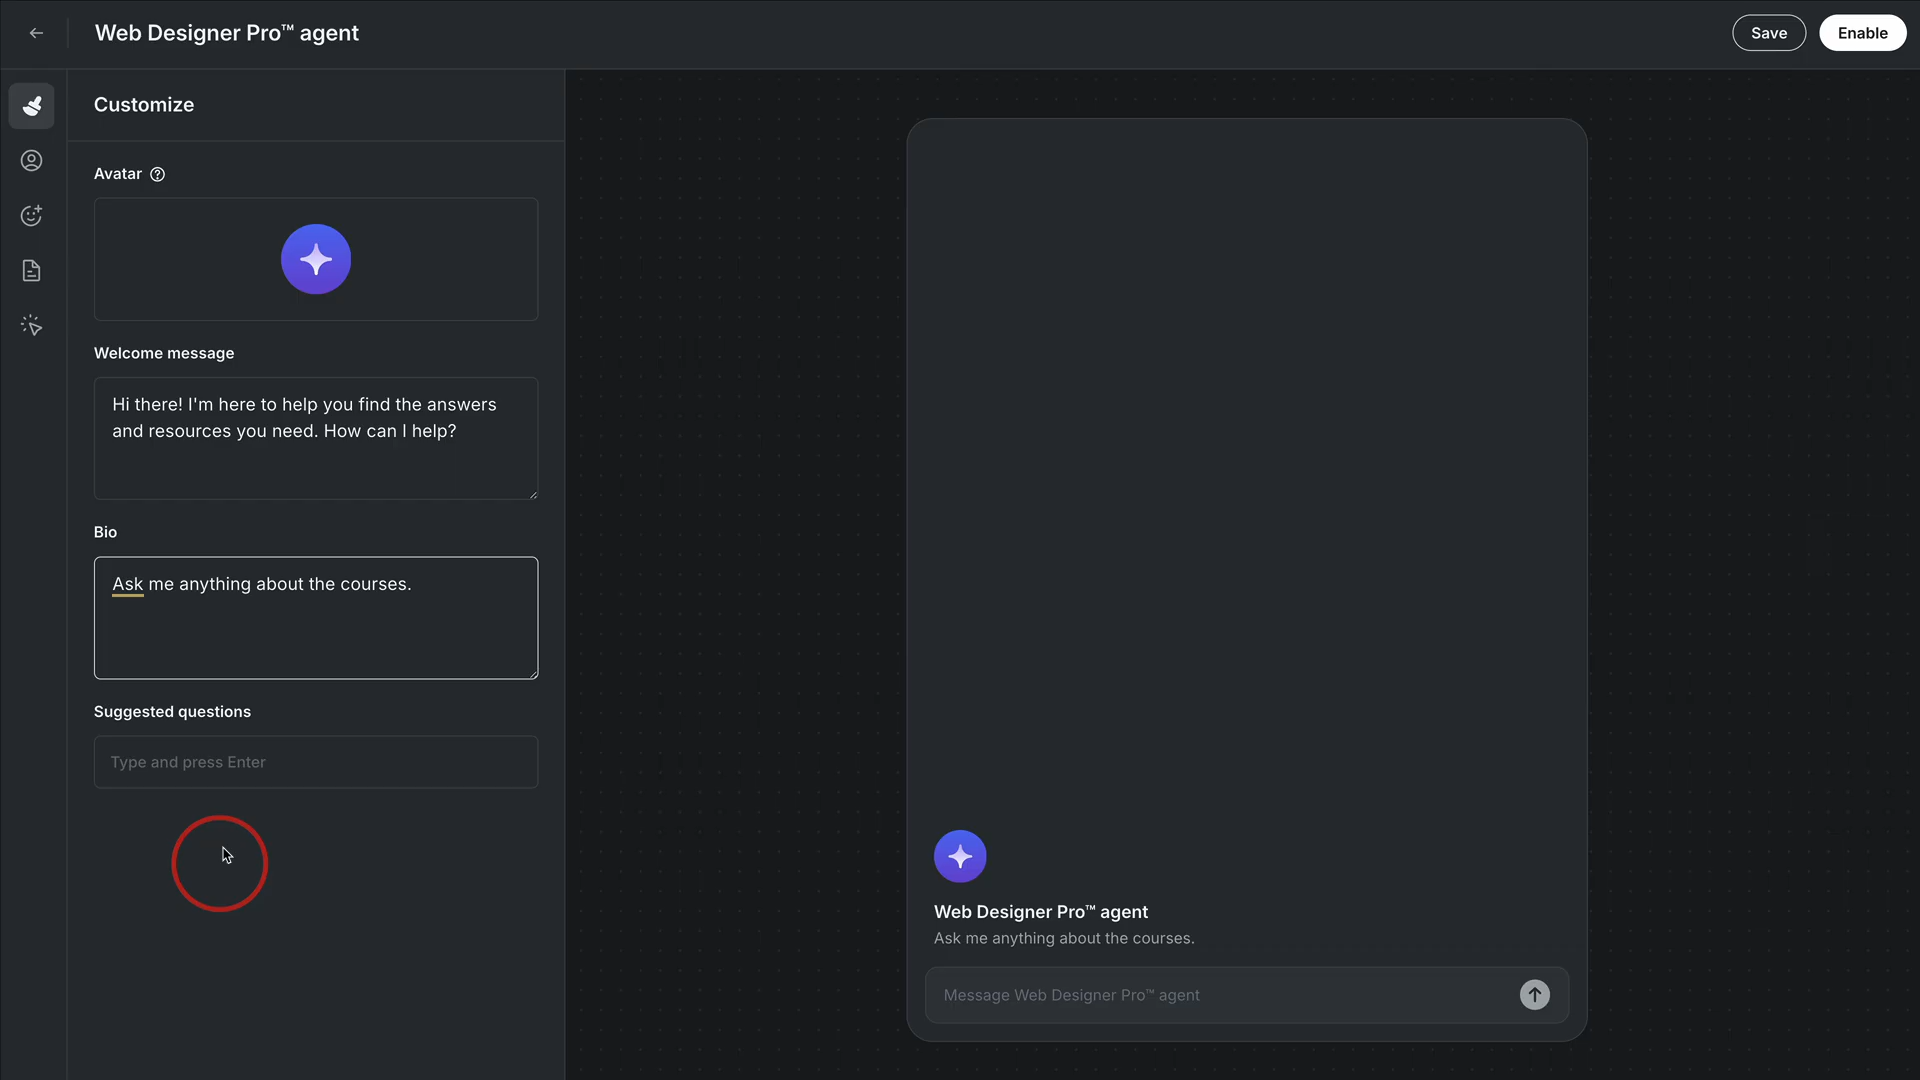 Web Designer Pro™ agent
Save
Enable
Customize
Avatar
Welcome message
Hi there! I'm here to help you find the answers
and resources you need. How can I help?
Bio
Ask me anything about the courses.
Suggested questions
Type and press Enter
Web Designer Pro™ agent
Ask me anything about the courses.
Message Web Designer Pro™ agent